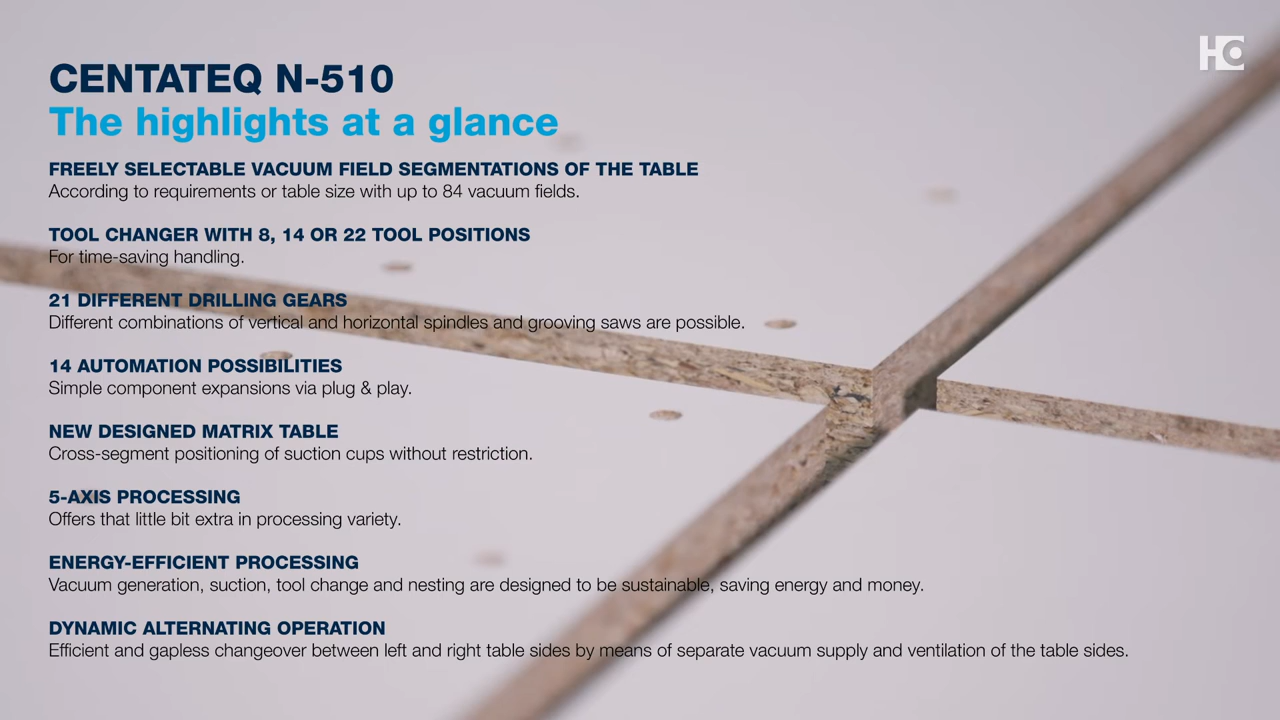 CENTATEQ N-510
The highlights at a glance
FREELY SELECTABLE VACUUM FIELD SEGMENTATIONS OF THE TABLE
According to requirements or table size with up to 84 vacuum fields.
TOOL CHANGER WITH 8, 14 OR 22 TOOL POSITIONS
For time-saving handling.
21 DIFFERENT DRILLING GEARS
Different combinations of vertical and horizontal spindles and grooving saws are possible.
14 AUTOMATION POSSIBILITIES
Simple component expansions via plug & play.
NEW DESIGNED MATRIX TABLE
Cross-segment positioning of suction cups without restriction.
5-AXIS PROCESSING
Offers that little bit extra in processing variety.
ENERGY-EFFICIENT PROCESSING
Vacuum generation, suction, tool change and nesting are designed to be sustainable, saving energy and money.
DYNAMIC ALTERNATING OPERATION
Efficient and gapless changeover between left and right table sides by means of separate vacuum supply and ventilation of the table sides.